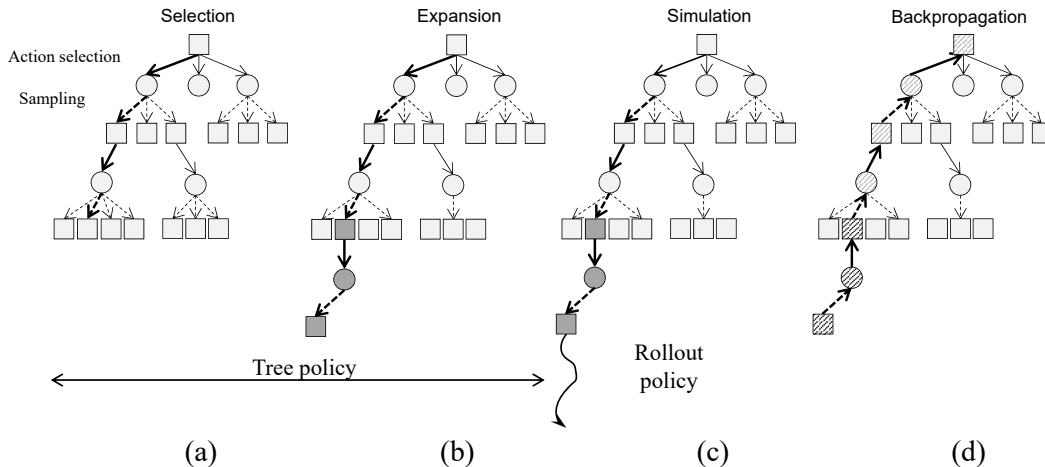 Selection
Expansion
Simulation
Backpropagation
Action selection
Sampling
Tree policy
Rollout
policy
(a)
(b)
(c)
(d)